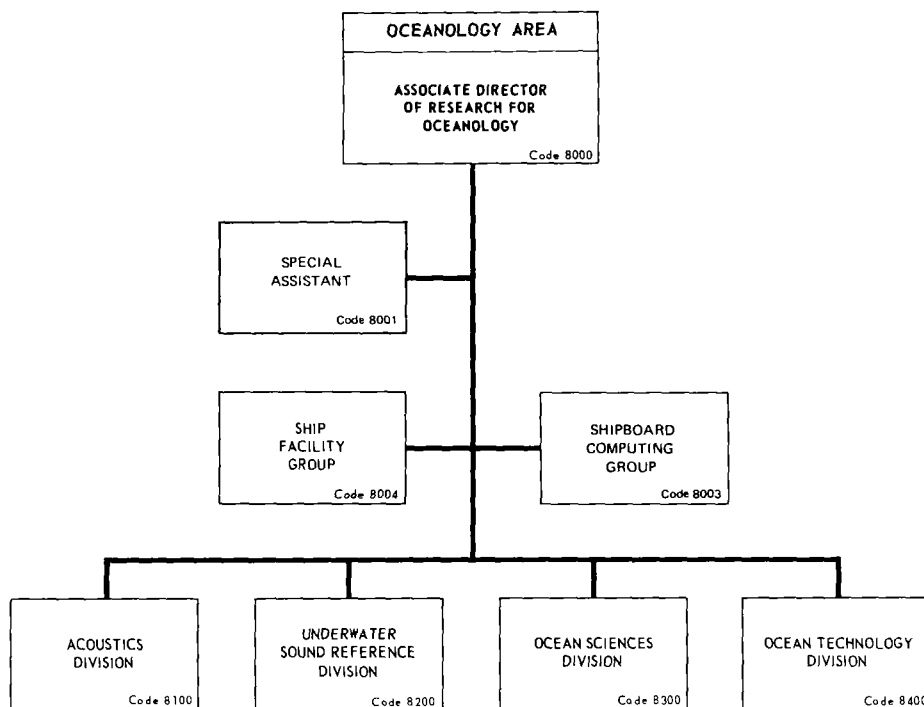 OCEANOLOGY AREA
ASSOCIATE DIRECTOR
OF RESEARCH FOR
OCEANOLOGY
Code 8000
SPECIAL
ASSISTANT
Code 8001
SHIP
FACILITY
GROUP
Code 8004
SHIPBOARD
COMPUTING
GROUP
Code 8003
ACOUSTICS
DIVISION
Code 8100
UNDERWATER
SOUND REFERENCE
DIVISION
Code 8200
OCEAN SCIENCES
DIVISION
Code 8300
OCEAN TECHNOLOGY
DIVISION
Code 8400